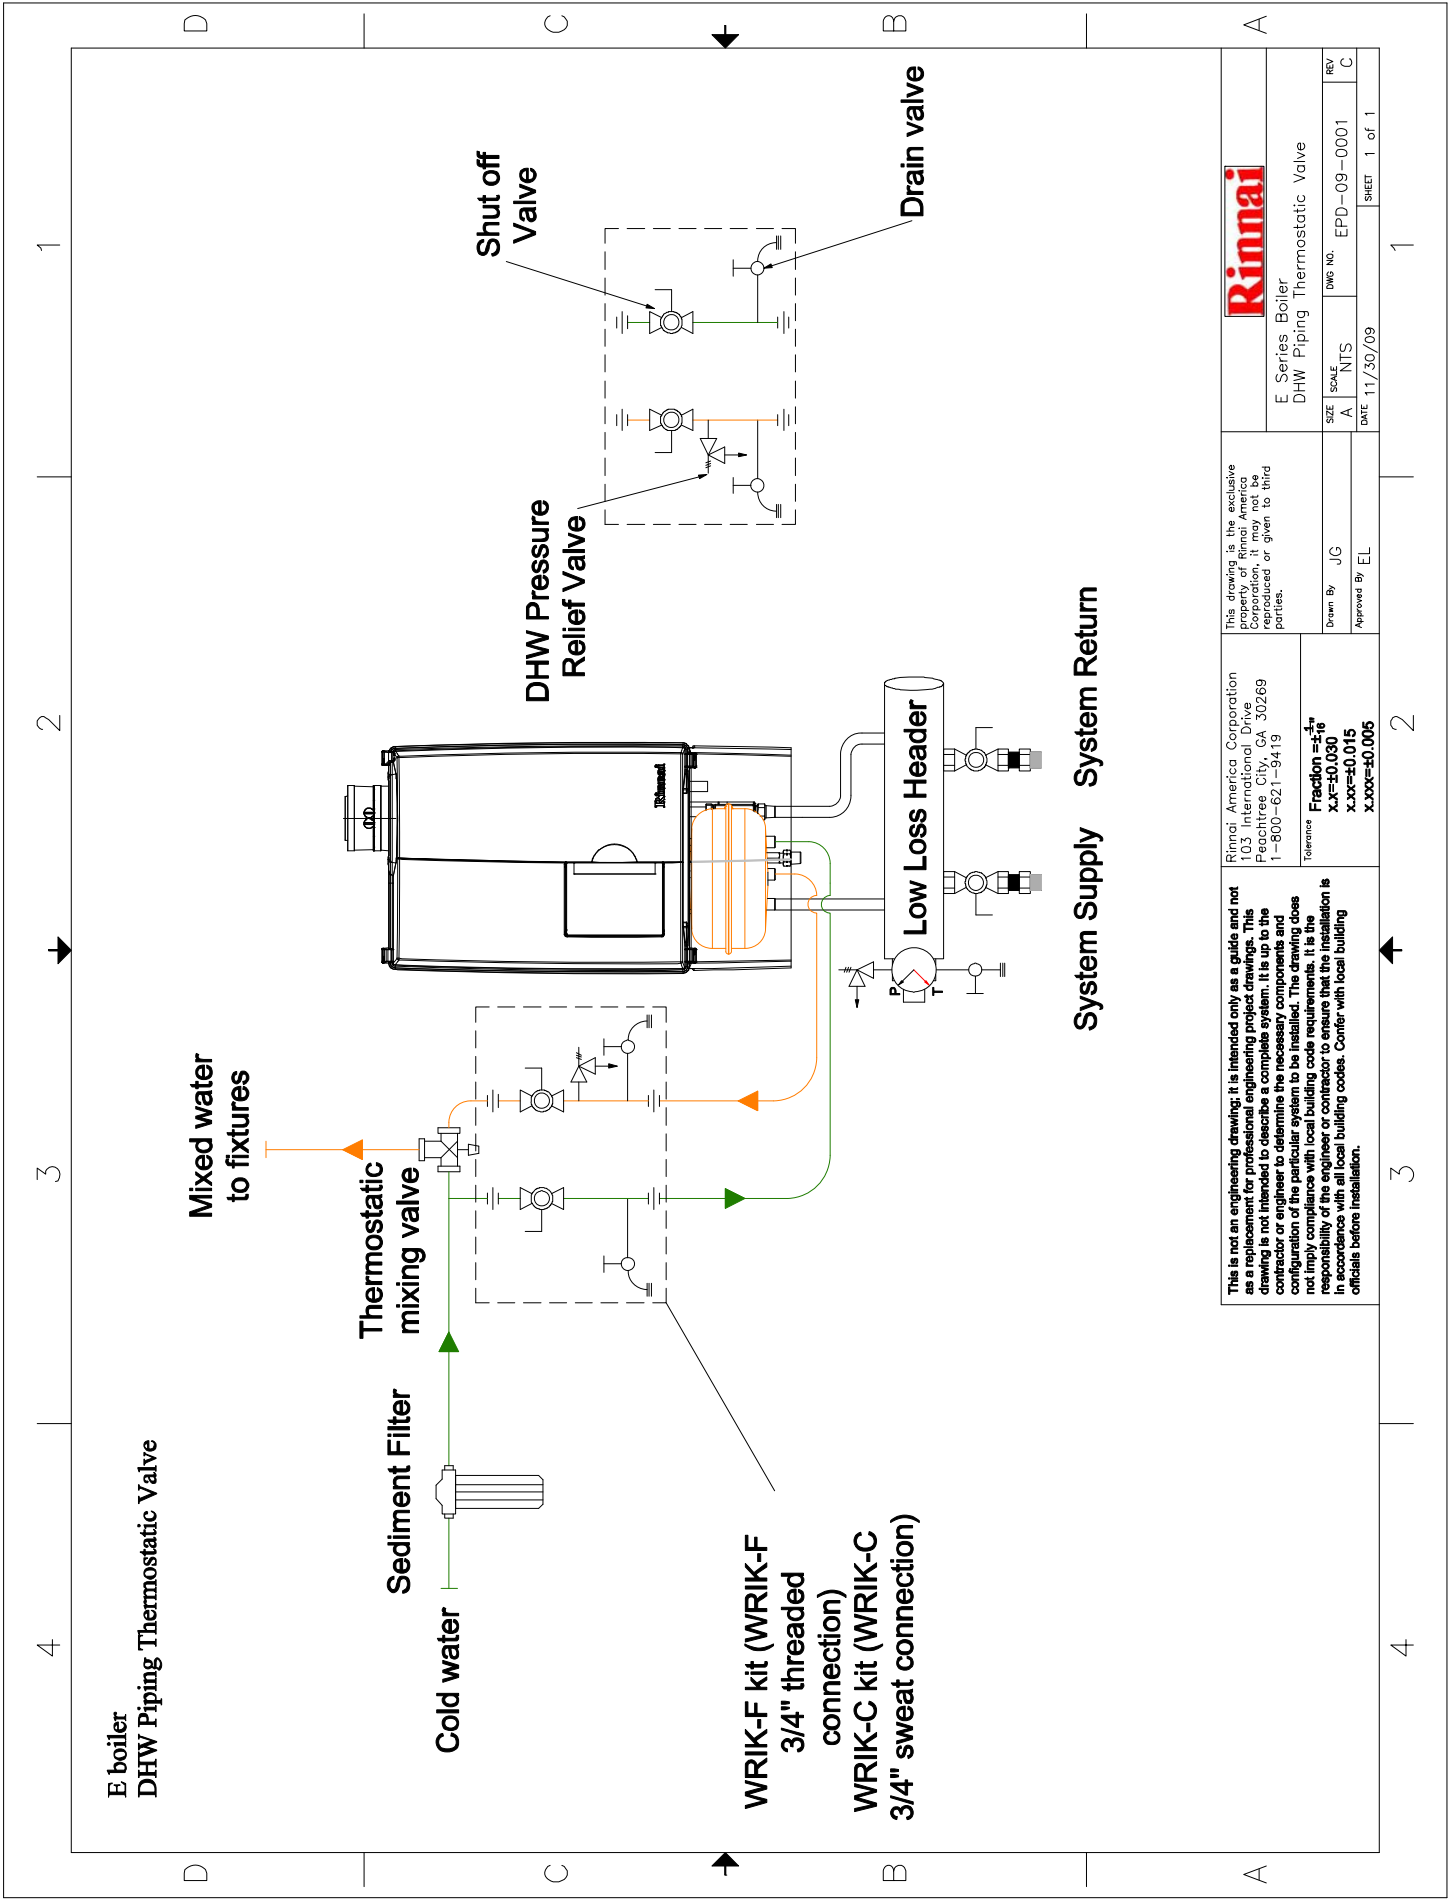 E boiler
DHW Piping Thermostatic Valve
4
3
2
1
D
C
B
A
D
C
B
A
4
3
2
1
Mixed water
to fixtures
Thermostatic
mixing valve
Sediment Filter
Cold water
WRIK-F kit (WRIK-F
3/4" threaded
connection)
WRIK-C kit (WRIK-C
3/4" sweat connection)
Rinnai
DHW Pressure
Relief Valve
Shut off
Valve
Drain valve
Low Loss Header
P
T
System Supply
System Return
This is not an engineering drawing; it is intended only as a guide and not
as a replacement for professional engineering project drawings. This
drawing is not intended to describe a complete system. It is up to the
contractor or engineer to determine the necessary components and
configuration of the particular system to be installed. The drawing does
not imply compliance with local building code requirements. It is the
responsibility of the engineer or contractor to ensure that the installation is
in accordance with all local building codes. Confer with local building
officials before installation.
Rinnai America Corporation
103 International Drive
Peachtree City, GA 30269
1-800-621-9419
Tolerance
Fraction =±1/16"
X.X=±0.030
X.XX=±0.015
X.XXX=±0.005
This drawing is the exclusive
property of Rinnai America
Corporation, it may not be
reproduced or given to third
parties.
Drawn By JG
Approved By EL
Rinnai
E Series Boiler
DHW Piping Thermostatic Valve
SIZE A
SCALE NTS
DWG NO. EPD-09-0001
REV C
DATE 11/30/09
SHEET 1 of 1